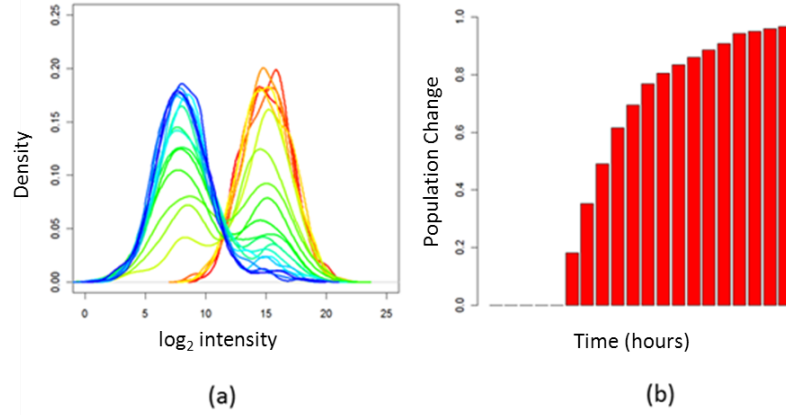 0.25
0.20
0.15
0.10
0.05
0.00
Density
0 5 10 15 20 25
log₂ intensity
(a)
1.0
0.8
0.6
0.4
0.2
0.0
Population Change
Time (hours)
(b)